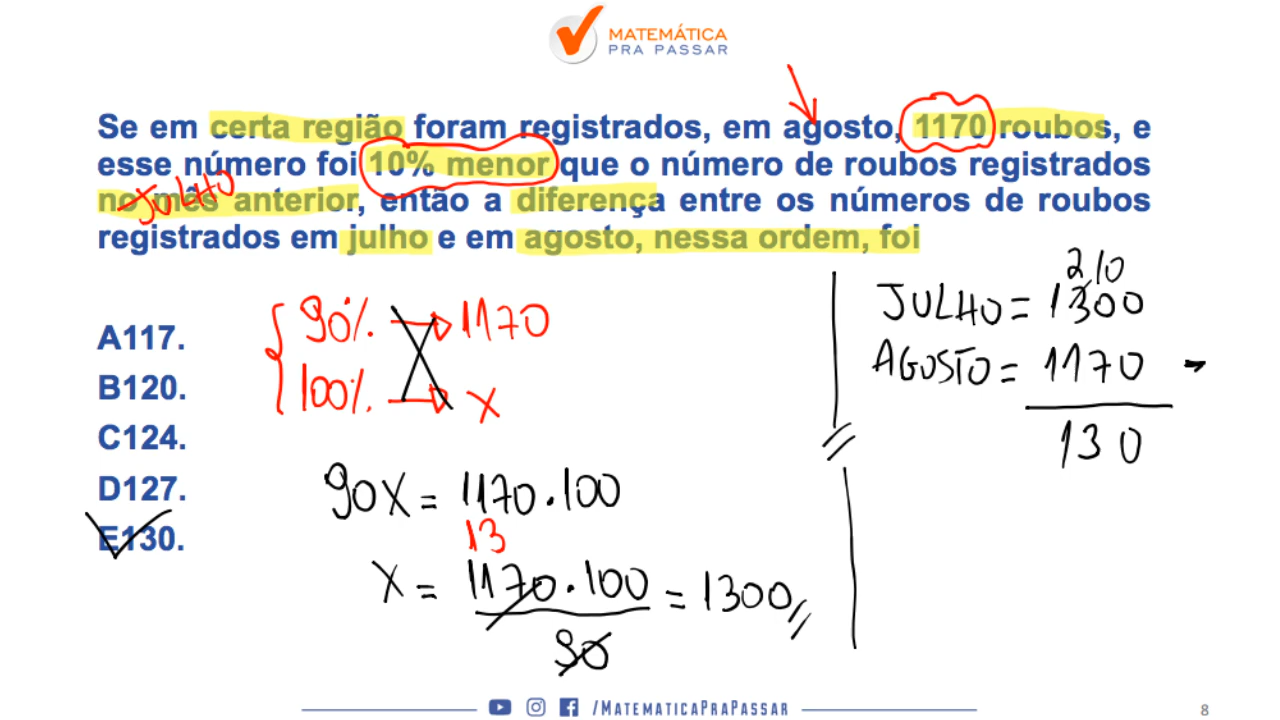 MATEMÁTICA
PRA PASSAR
Se em certa região foram registrados, em agosto, 1170 roubos, e
esse número foi 10% menor que o número de roubos registrados
JULHO
no mês anterior, então a diferença entre os números de roubos
registrados em julho e em agosto, nessa ordem, foi
A117.
B120.
C124.
D127.
E130.
90% → 1170
100% → X
90X = 1170.100
13
X = 1170.100 = 1300
90
2 10
JULHO = 1300
AGOSTO = 1170 -
130
/MATEMATICAPRAPASSAR
8